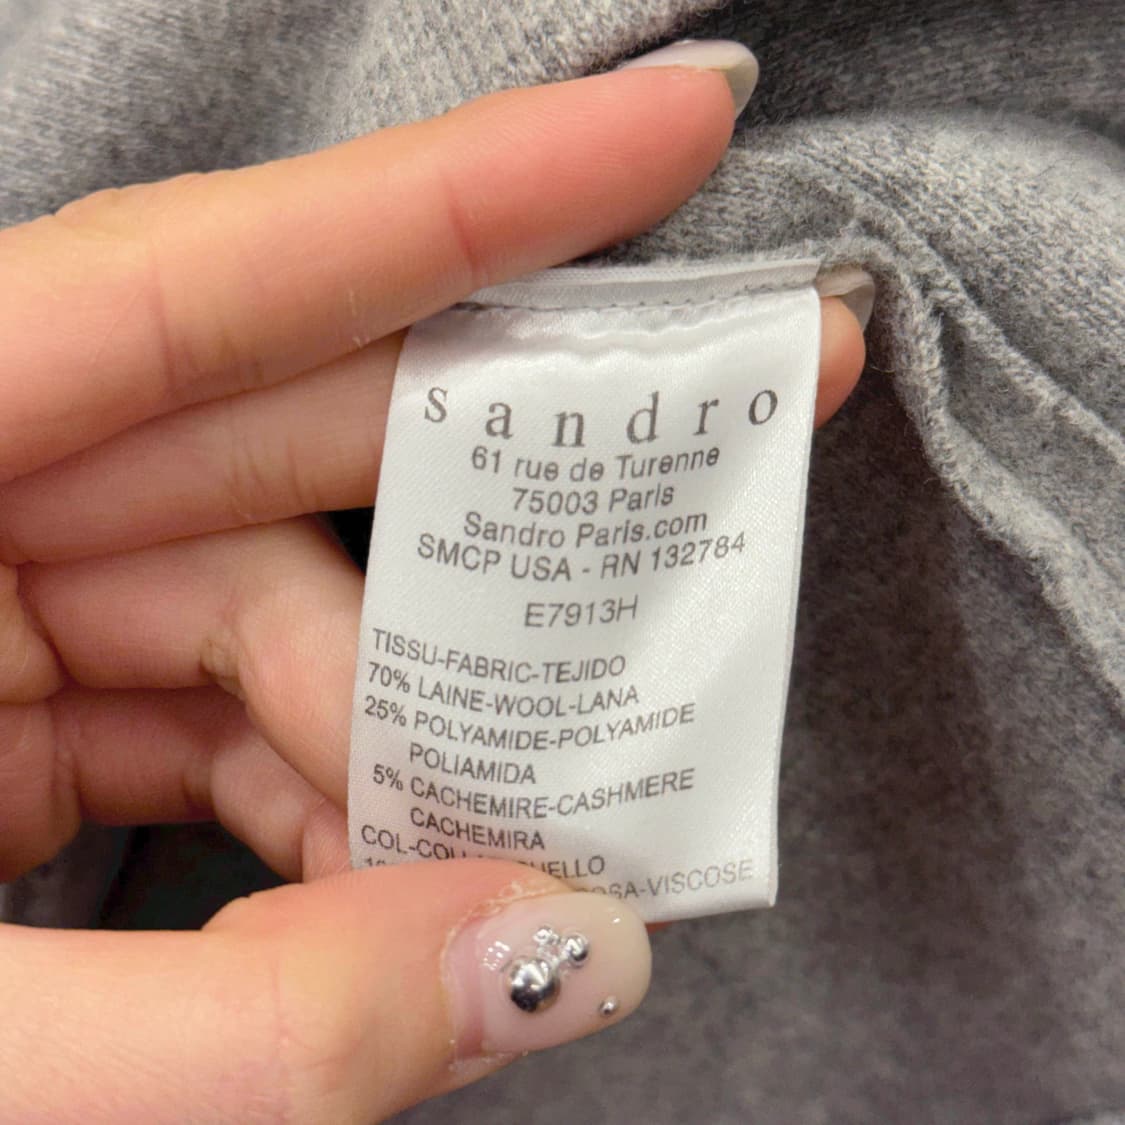 sandro
61 rue de Turenne
75003 Paris
Sandro Paris.com
SMCP USA - RN 132784
E7913H
TISSU-FABRIC-TEJIDO
70% LAINE-WOOL-LANA
25% POLYAMIDE-POLYAMIDE
POLIAMIDA
5% CACHEMIRE-CASHMERE
CACHEMIRA
VISCOSE